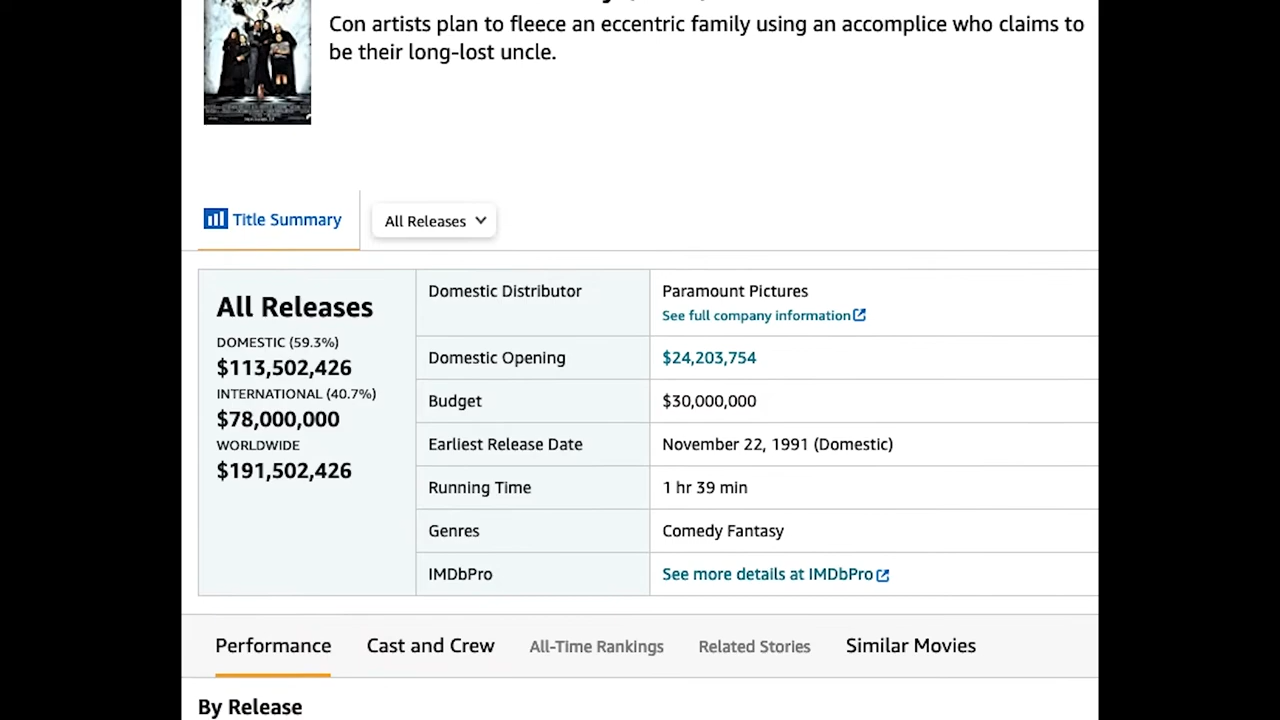 Con artists plan to fleece an eccentric family using an accomplice who claims to
be their long-lost uncle.
Title Summary
All Releases
All Releases
DOMESTIC (59.3%)
$113,502,426
INTERNATIONAL (40.7%)
$78,000,000
WORLDWIDE
$191,502,426
Domestic Distributor
Paramount Pictures
See full company information
Domestic Opening
$24,203,754
Budget
$30,000,000
Earliest Release Date
November 22, 1991 (Domestic)
Running Time
1 hr 39 min
Genres
Comedy Fantasy
IMDbPro
See more details at IMDbPro
Performance
Cast and Crew
All-Time Rankings
Related Stories
Similar Movies
By Release